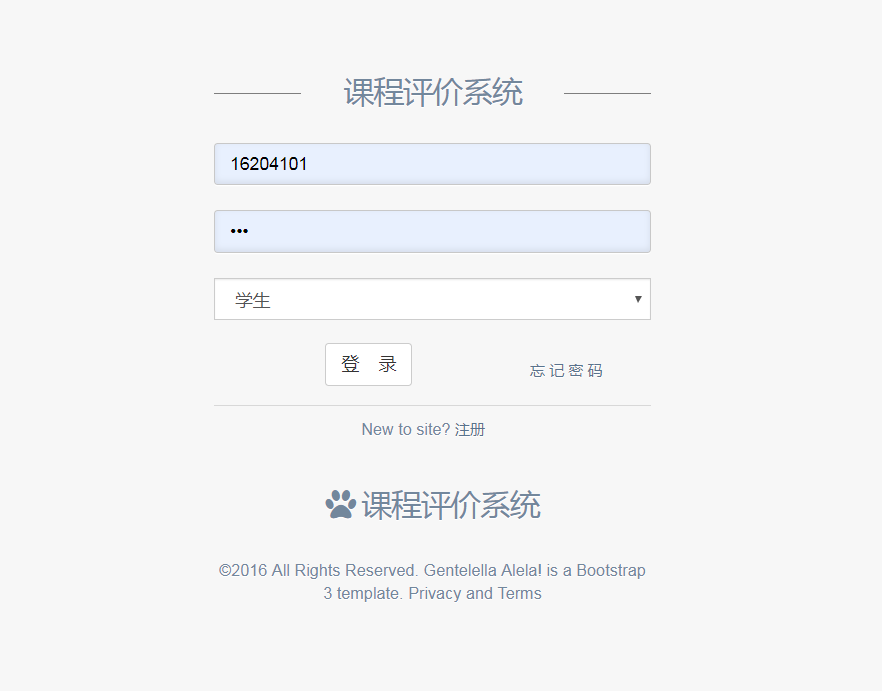 课程评价系统
16204101
•••
学生
登 录
忘记密码
New to site? 注册
课程评价系统
©2016 All Rights Reserved. Gentelella Alela! is a Bootstrap
3 template. Privacy and Terms